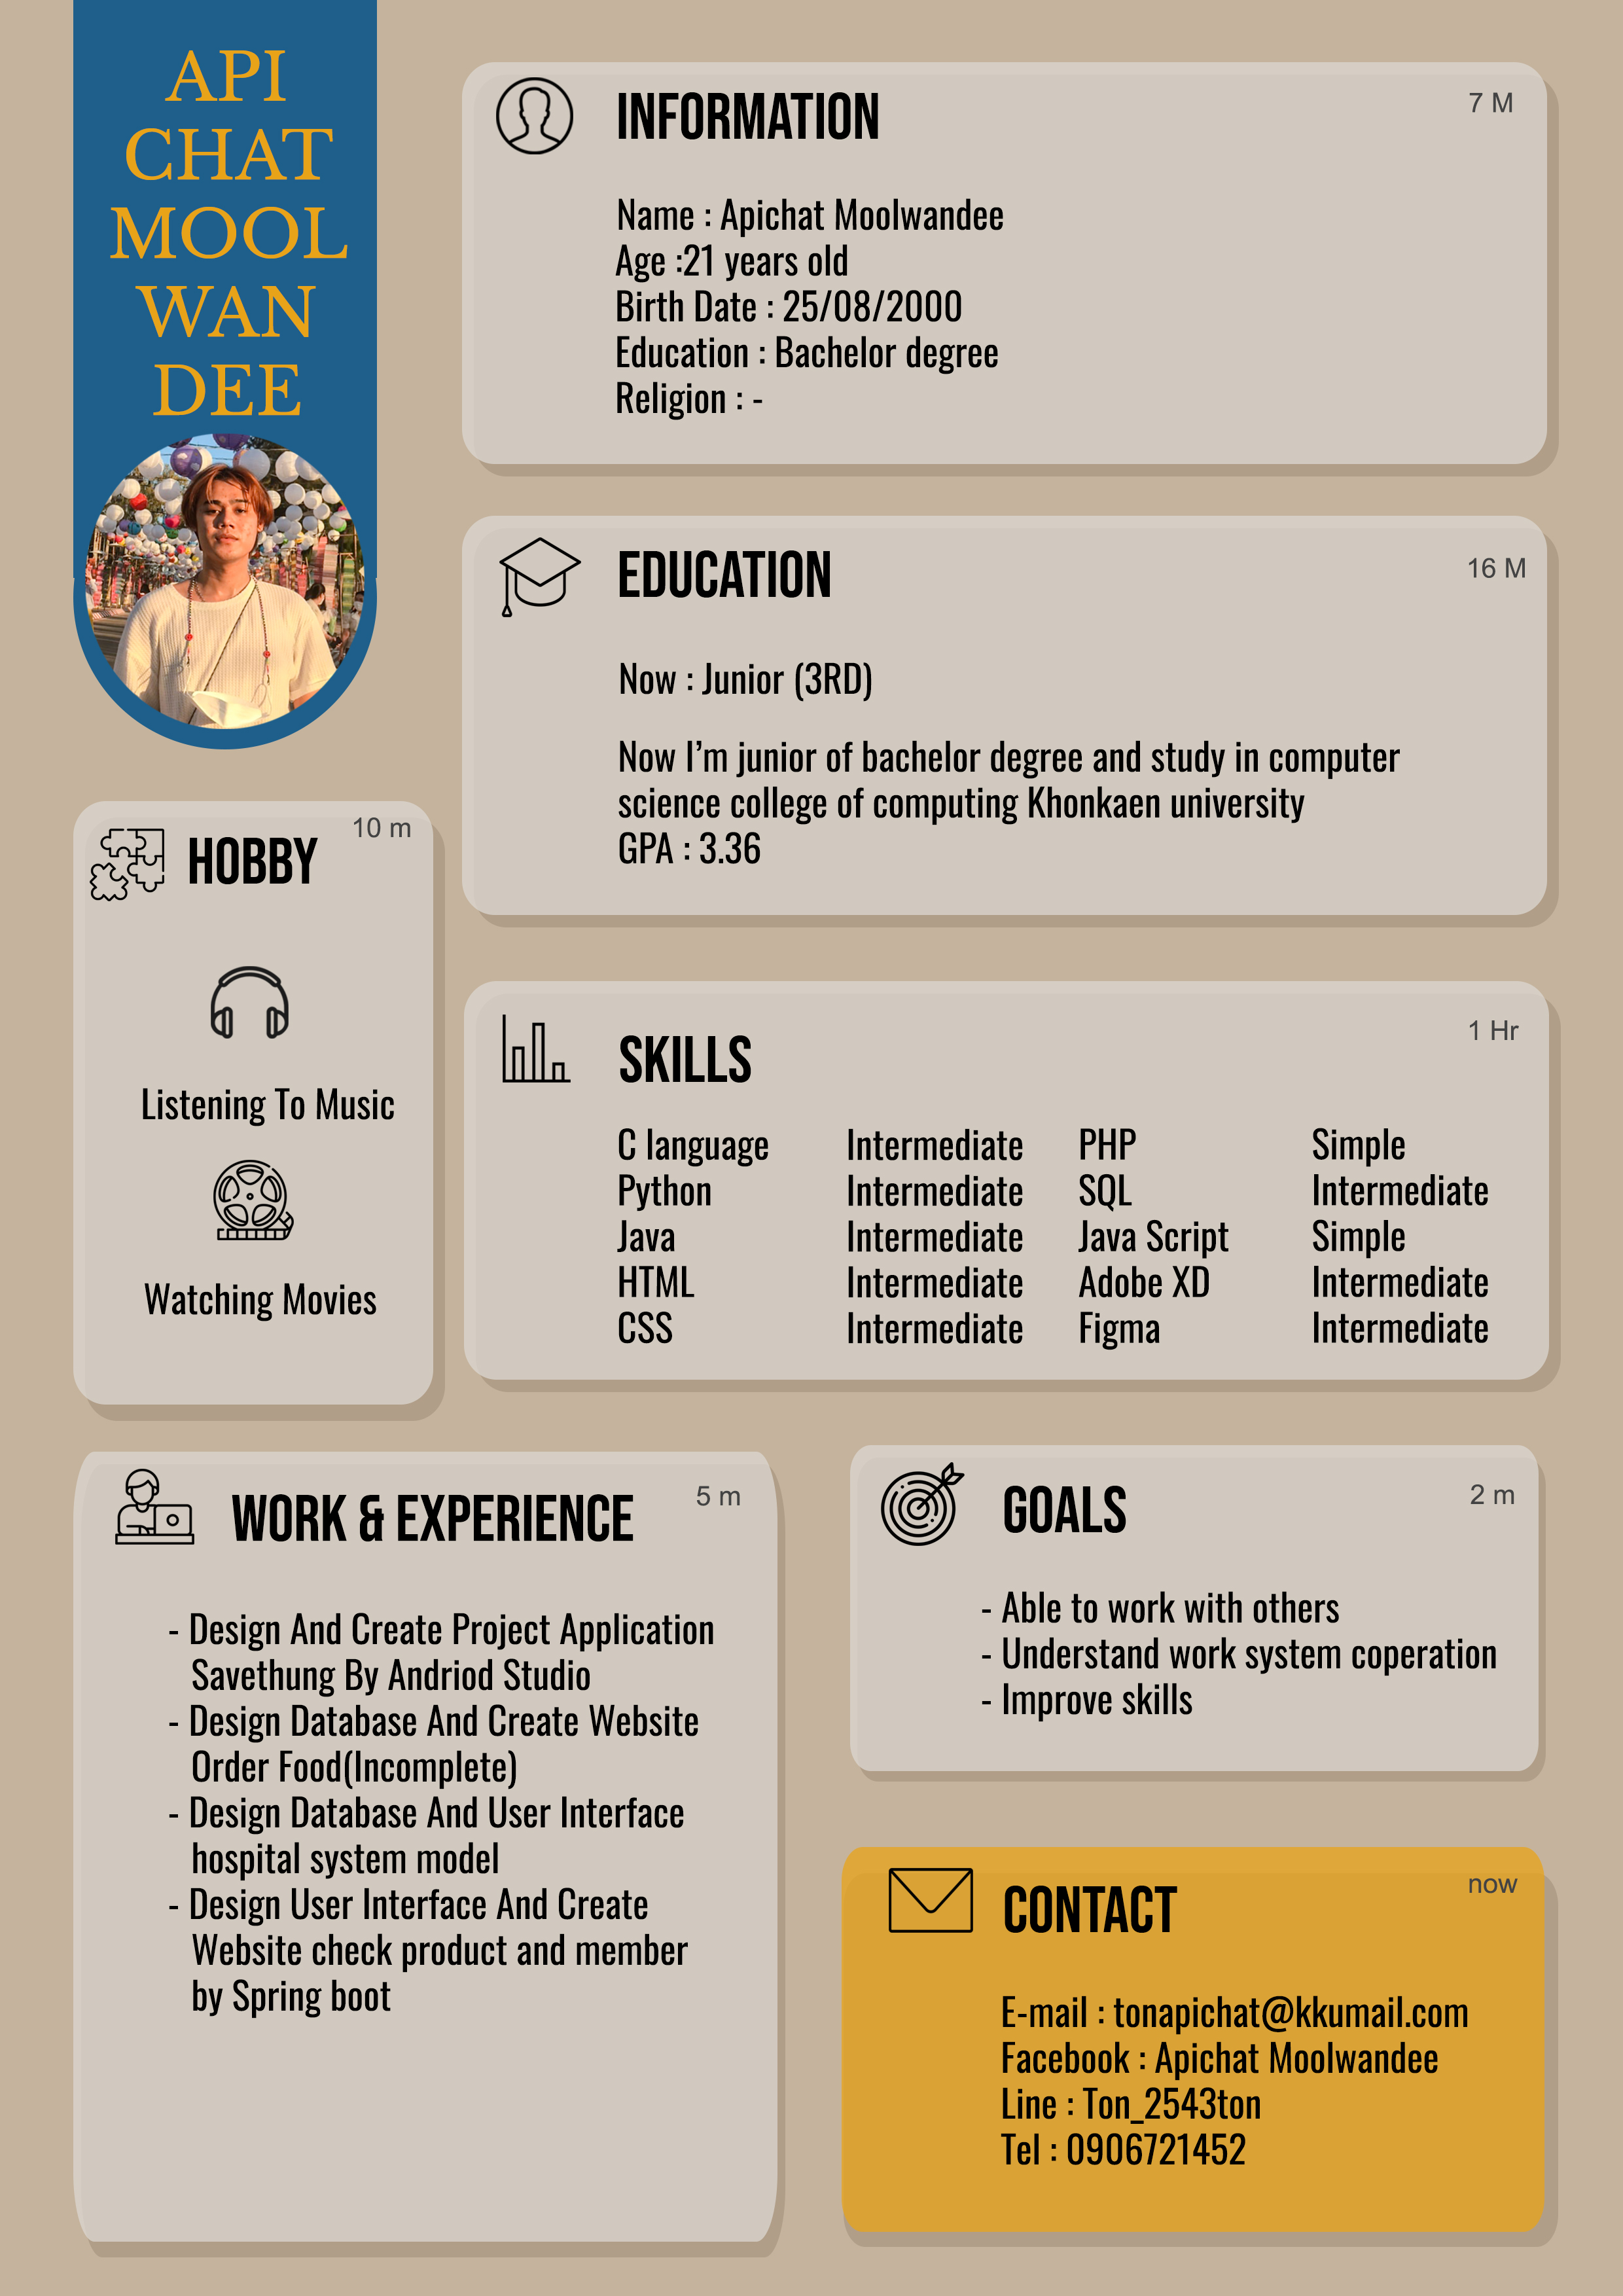 API
CHAT
MOOL
WAN
DEE
INFORMATION
7 M
Name : Apichat Moolwandee
Age :21 years old
Birth Date : 25/08/2000
Education : Bachelor degree
Religion : -
EDUCATION
16 M
Now : Junior (3RD)
Now I'm junior of bachelor degree and study in computer
science college of computing Khonkaen university
GPA : 3.36
HOBBY
10 m
Listening To Music
Watching Movies
SKILLS
1 Hr
C language Intermediate PHP Simple
Python Intermediate SQL Intermediate
Java Intermediate Java Script Simple
HTML Intermediate Adobe XD Intermediate
CSS Intermediate Figma Intermediate
WORK & EXPERIENCE
5 m
- Design And Create Project Application
Savethung By Andriod Studio
- Design Database And Create Website
Order Food(Incomplete)
- Design Database And User Interface
hospital system model
- Design User Interface And Create
Website check product and member
by Spring boot
GOALS
2 m
- Able to work with others
- Understand work system coperation
- Improve skills
CONTACT
now
E-mail : tonapichat@kkumail.com
Facebook : Apichat Moolwandee
Line : Ton_2543ton
Tel : 0906721452